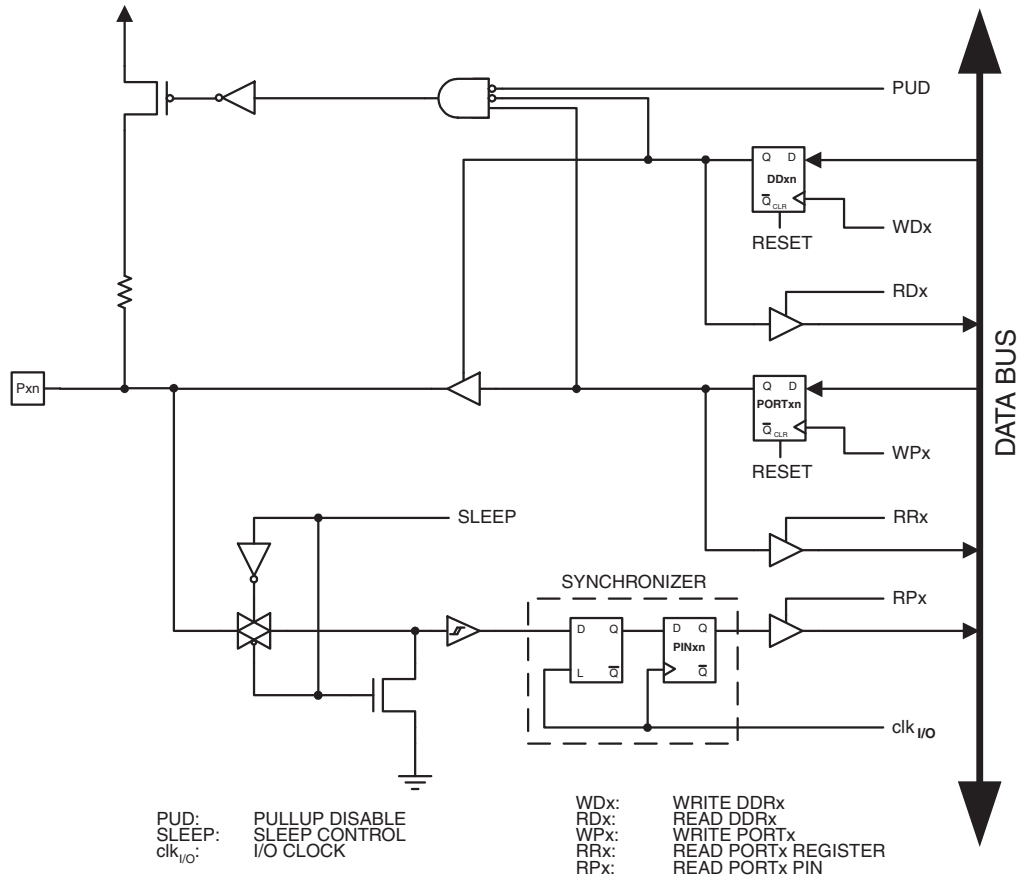 PUD
Q D
DDxn
Q CLR
WDx
RESET
RDx
DATA BUS
Pxn
Q D
PORTxn
Q CLR
WPx
RESET
SLEEP
RRx
SYNCHRONIZER
RPx
D Q
D Q
PINxn
L Q
Q
clk I/O
PUD: PULLUP DISABLE
SLEEP: SLEEP CONTROL
clk I/O: I/O CLOCK
WDx: WRITE DDRx
RDx: READ DDRx
WPx: WRITE PORTx
RRx: READ PORTx REGISTER
RPx: READ PORTx PIN